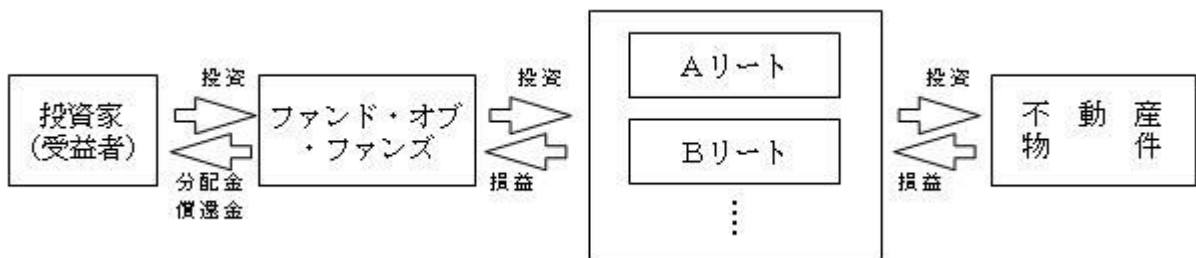 投資家
(受益者)
投資
分配金
償還金
ファンド・オブ
・ファンズ
投資
損益
Aリート
Bリート
⋮
投資
損益
不動産
物件